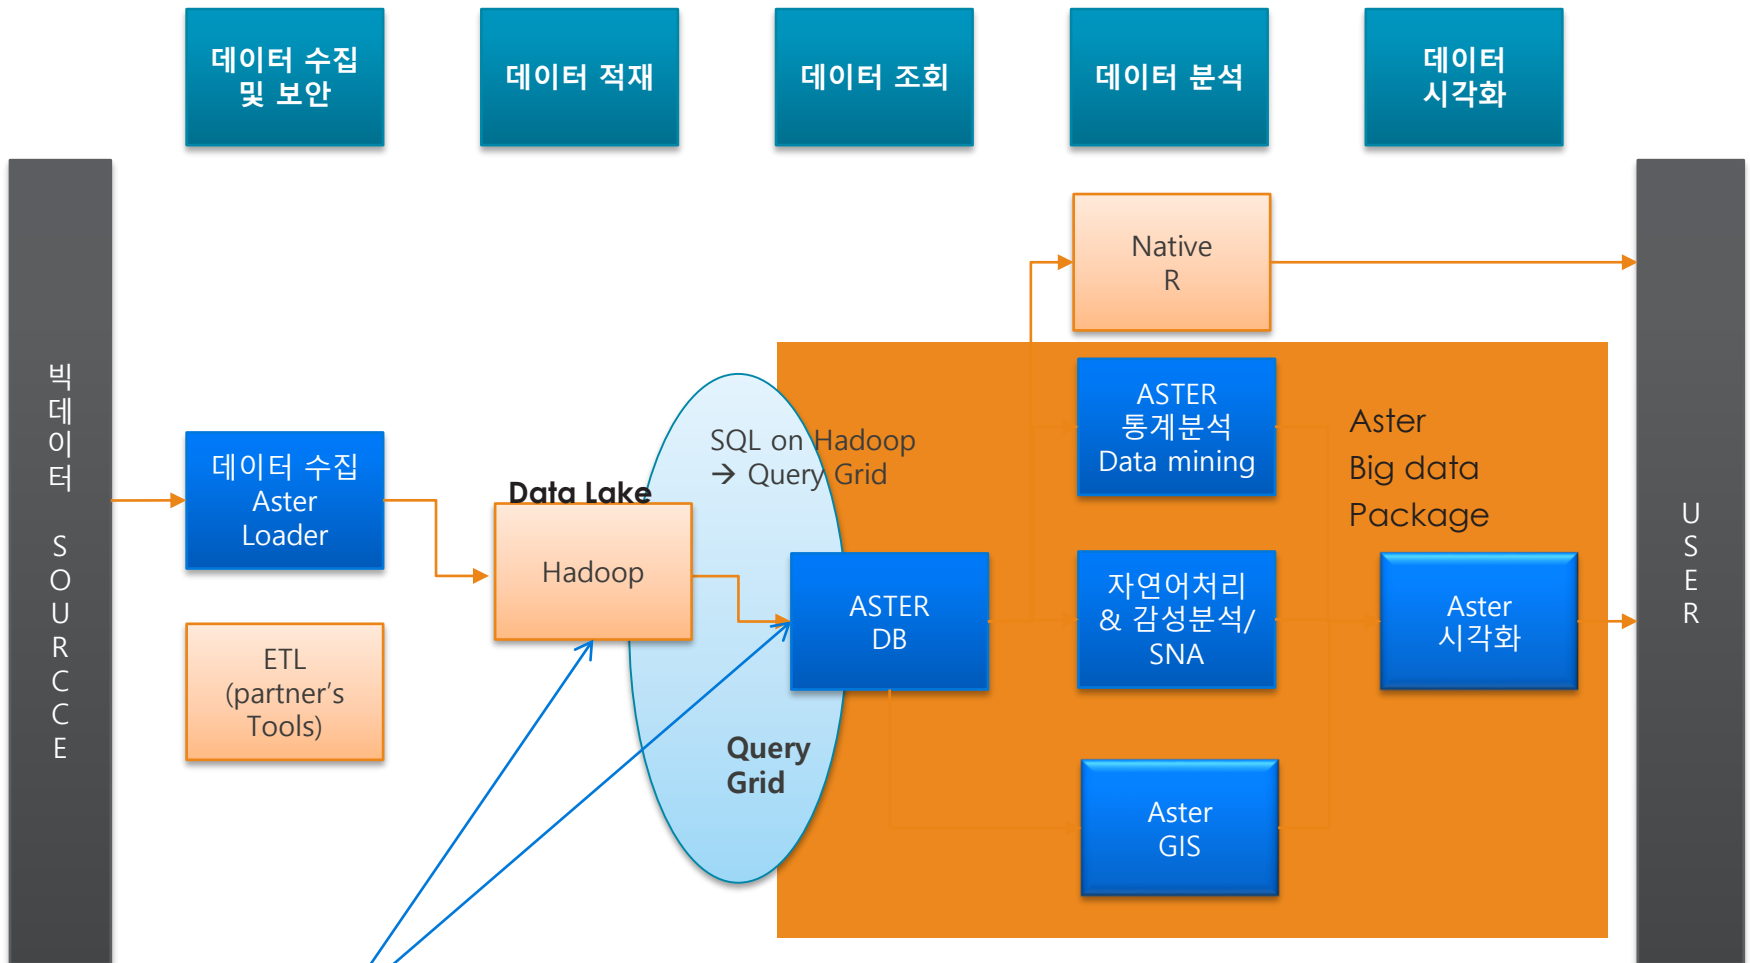 데이터 수집
및 보안
데이터 적재
데이터 조회
데이터 분석
데이터
시각화
빅
데
이
터
S
O
U
R
C
C
E
데이터 수집
Aster
Loader
ETL
(partner's
Tools)
Data Lake
Hadoop
SQL on Hadoop
→ Query Grid
Query
Grid
ASTER
DB
Native
R
ASTER
통계분석
Data mining
자연어처리
& 감성분석/
SNA
Aster
GIS
Aster
Big data
Package
Aster
시각화
U
S
E
R